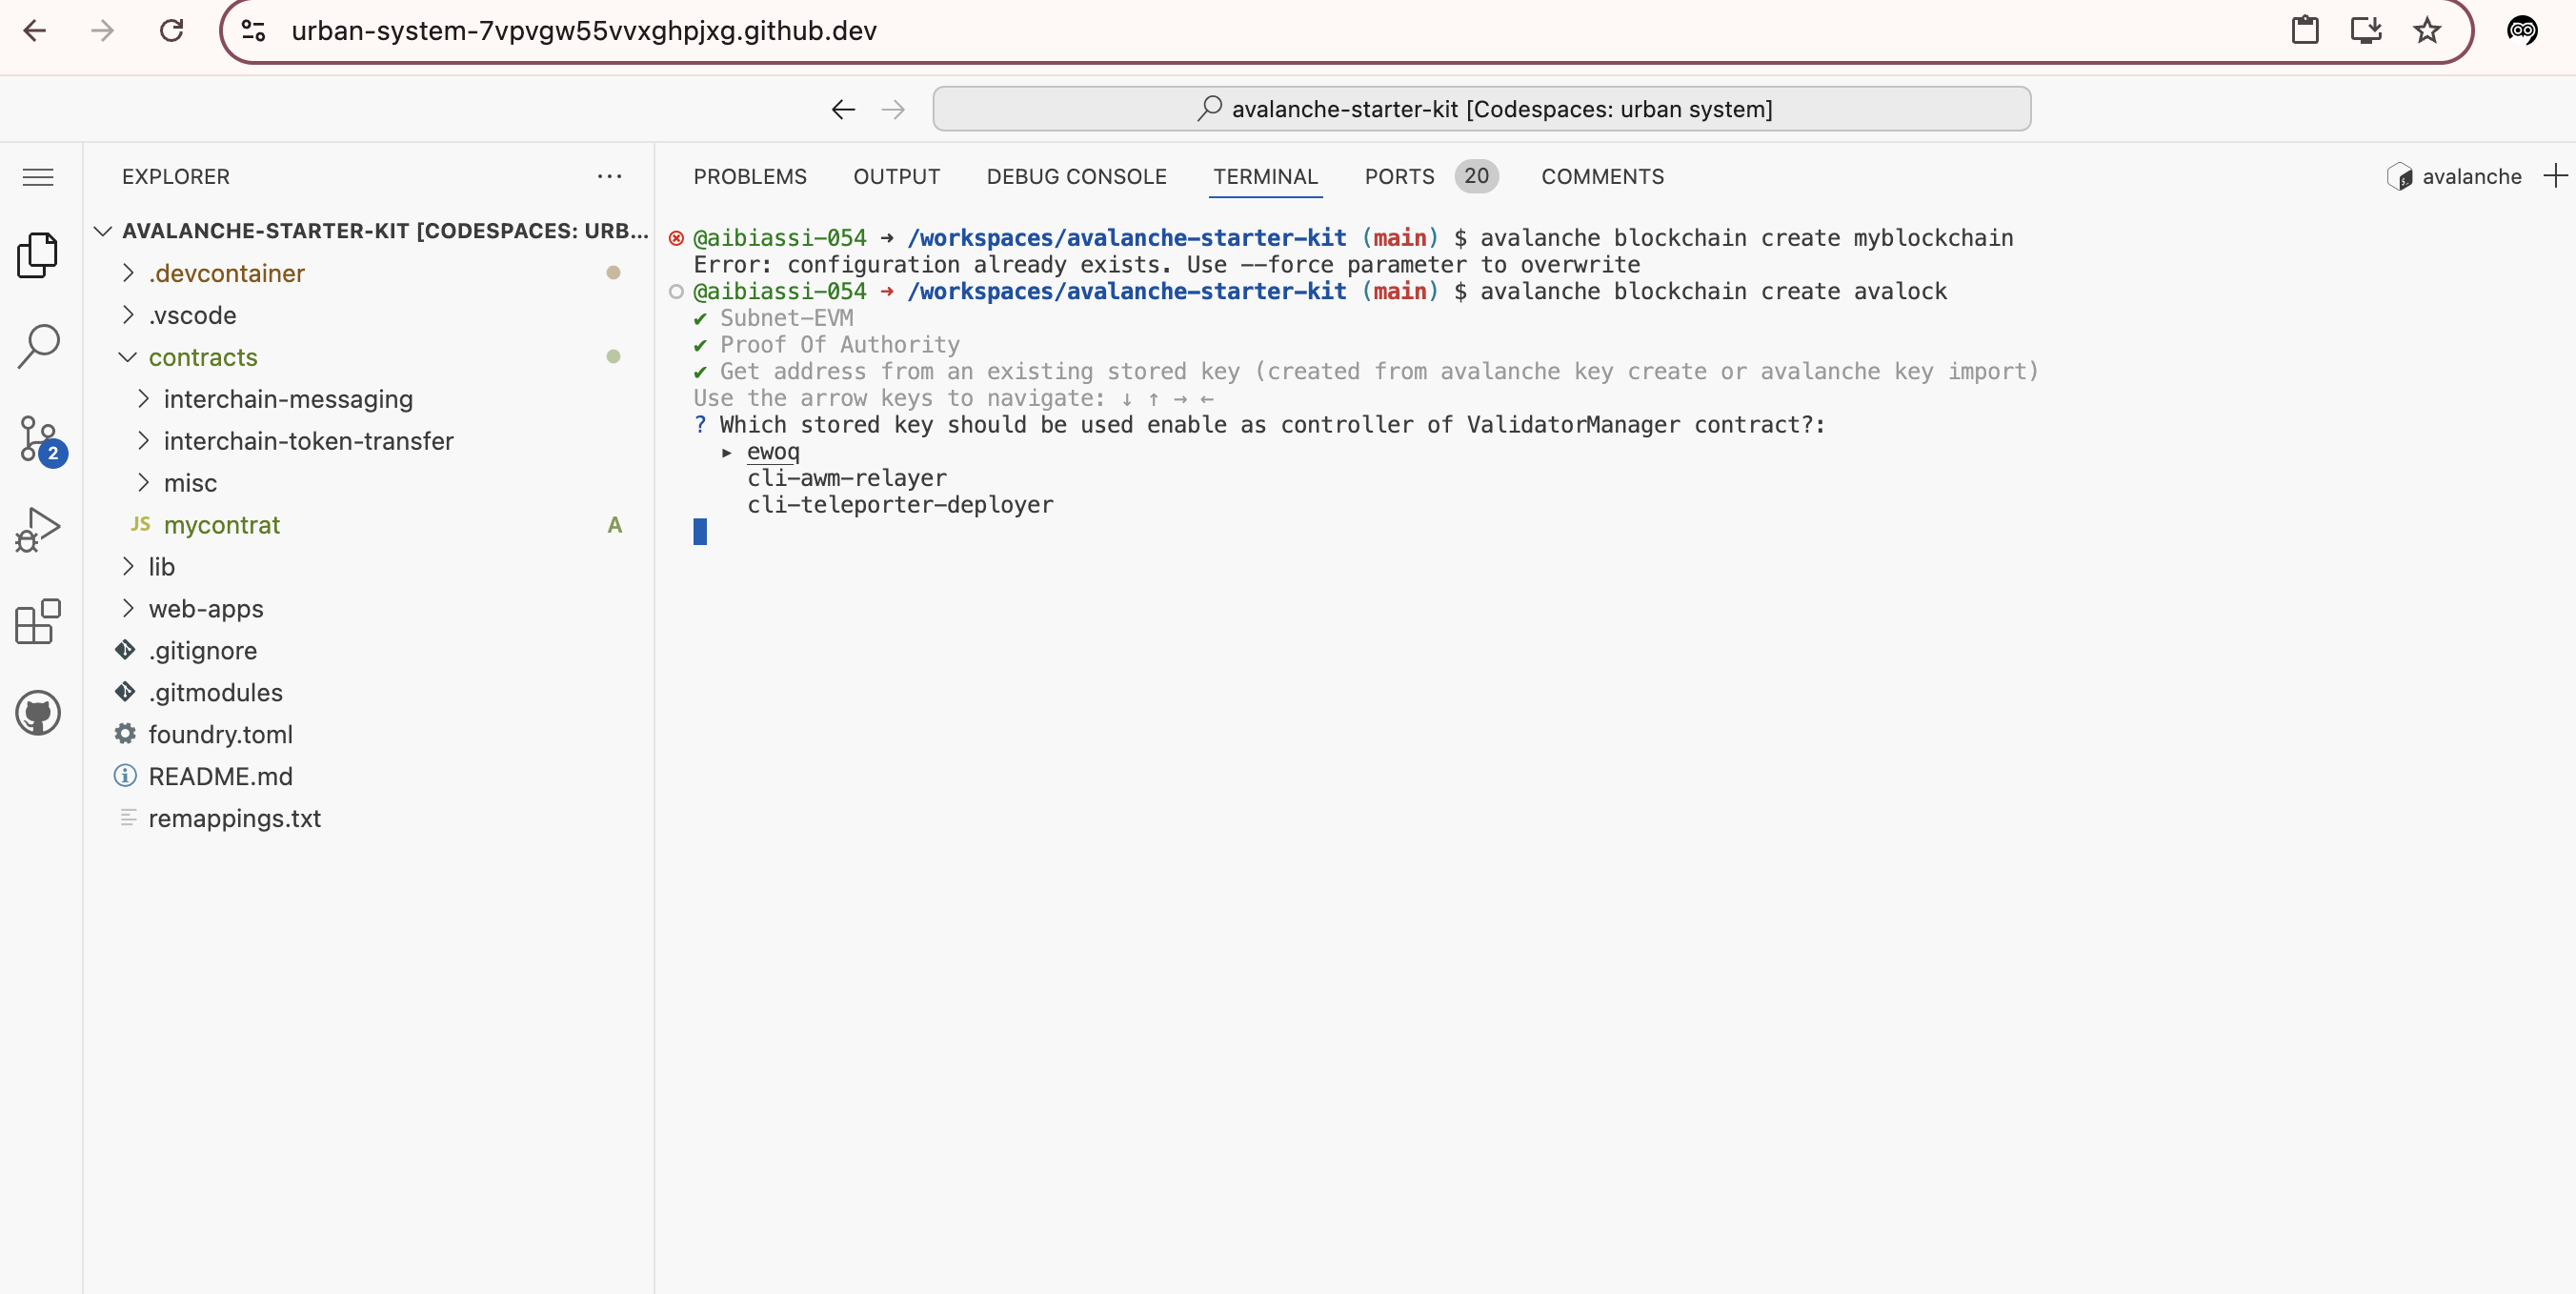 urban-system-7vpvgw55vvxghpjxg.github.dev
avalanche-starter-kit [Codespaces: urban system]
EXPLORER
AVALANCHE-STARTER-KIT [CODESPACES: URB...
.devcontainer
.vscode
contracts
interchain-messaging
interchain-token-transfer
misc
JS mycontrat A
lib
web-apps
.gitignore
.gitmodules
foundry.toml
README.md
remappings.txt
2
PROBLEMS OUTPUT DEBUG CONSOLE TERMINAL PORTS 20 COMMENTS
avalanche
@aibiassi-054 ➜ /workspaces/avalanche-starter-kit (main) $ avalanche blockchain create myblockchain
Error: configuration already exists. Use --force parameter to overwrite
@aibiassi-054 ➜ /workspaces/avalanche-starter-kit (main) $ avalanche blockchain create avalock
✔ Subnet-EVM
✔ Proof Of Authority
✔ Get address from an existing stored key (created from avalanche key create or avalanche key import)
Use the arrow keys to navigate: ↓ ↑ → ←
? Which stored key should be used enable as controller of ValidatorManager contract?:
▸ ewoq
cli-awm-relayer
cli-teleporter-deployer